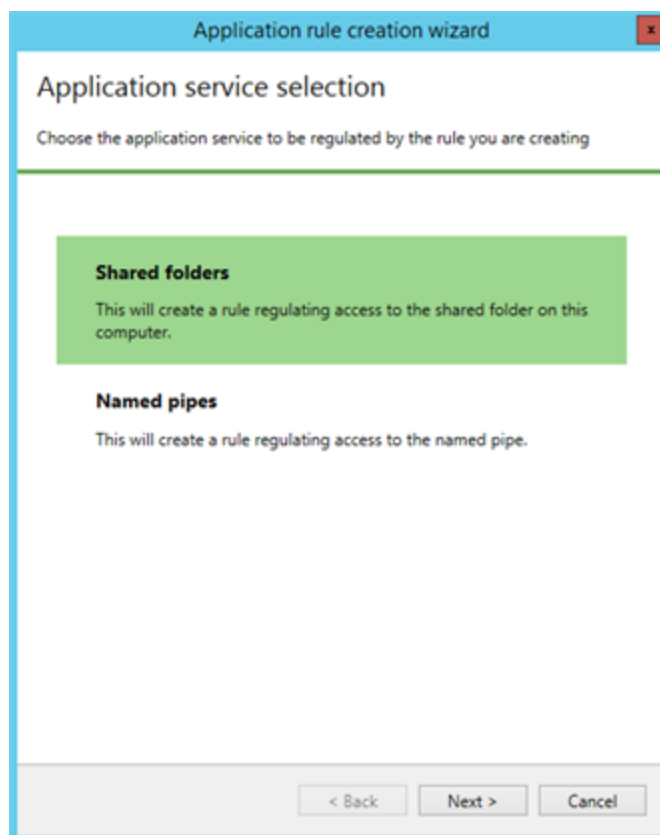 Application rule creation wizard
x
Application service selection
Choose the application service to be regulated by the rule you are creating
Shared folders
This will create a rule regulating access to the shared folder on this
computer.
Named pipes
This will create a rule regulating access to the named pipe.
< Back
Next >
Cancel